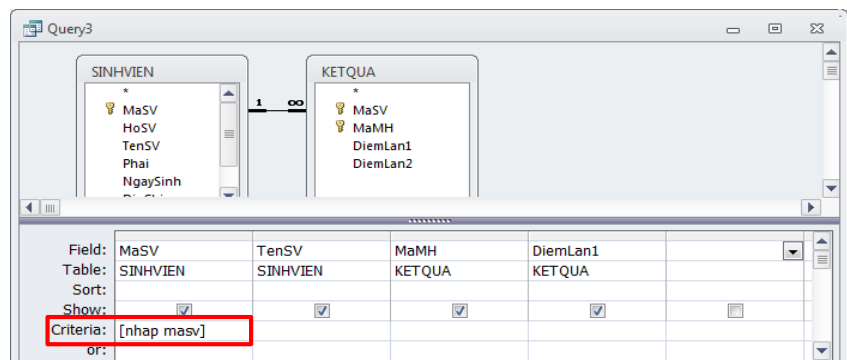 Query3
SINHVIEN
*
MaSV
HoSV
TenSV
Phai
NgaySinh
1 ∞
KETQUA
*
MaSV
MaMH
DiemLan1
DiemLan2
Field: MaSV TenSV MaMH DiemLan1
Table: SINHVIEN SINHVIEN KETQUA KETQUA
Sort:
Show:
Criteria: [nhap masv]
or: